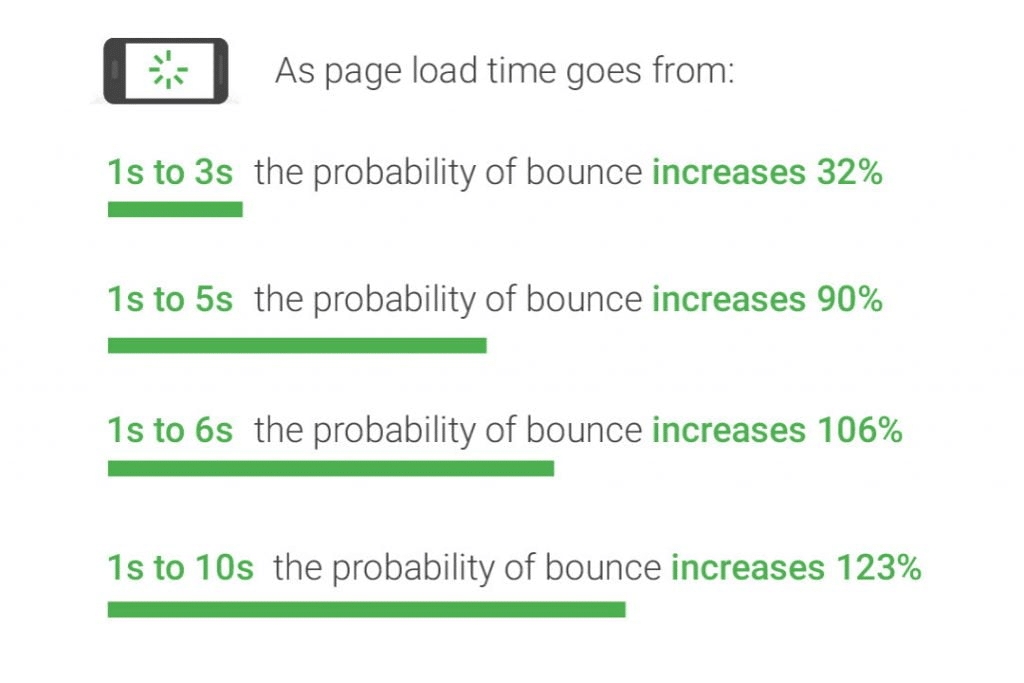 As page load time goes from:
1s to 3s the probability of bounce increases 32%
1s to 5s the probability of bounce increases 90%
1s to 6s the probability of bounce increases 106%
1s to 10s the probability of bounce increases 123%